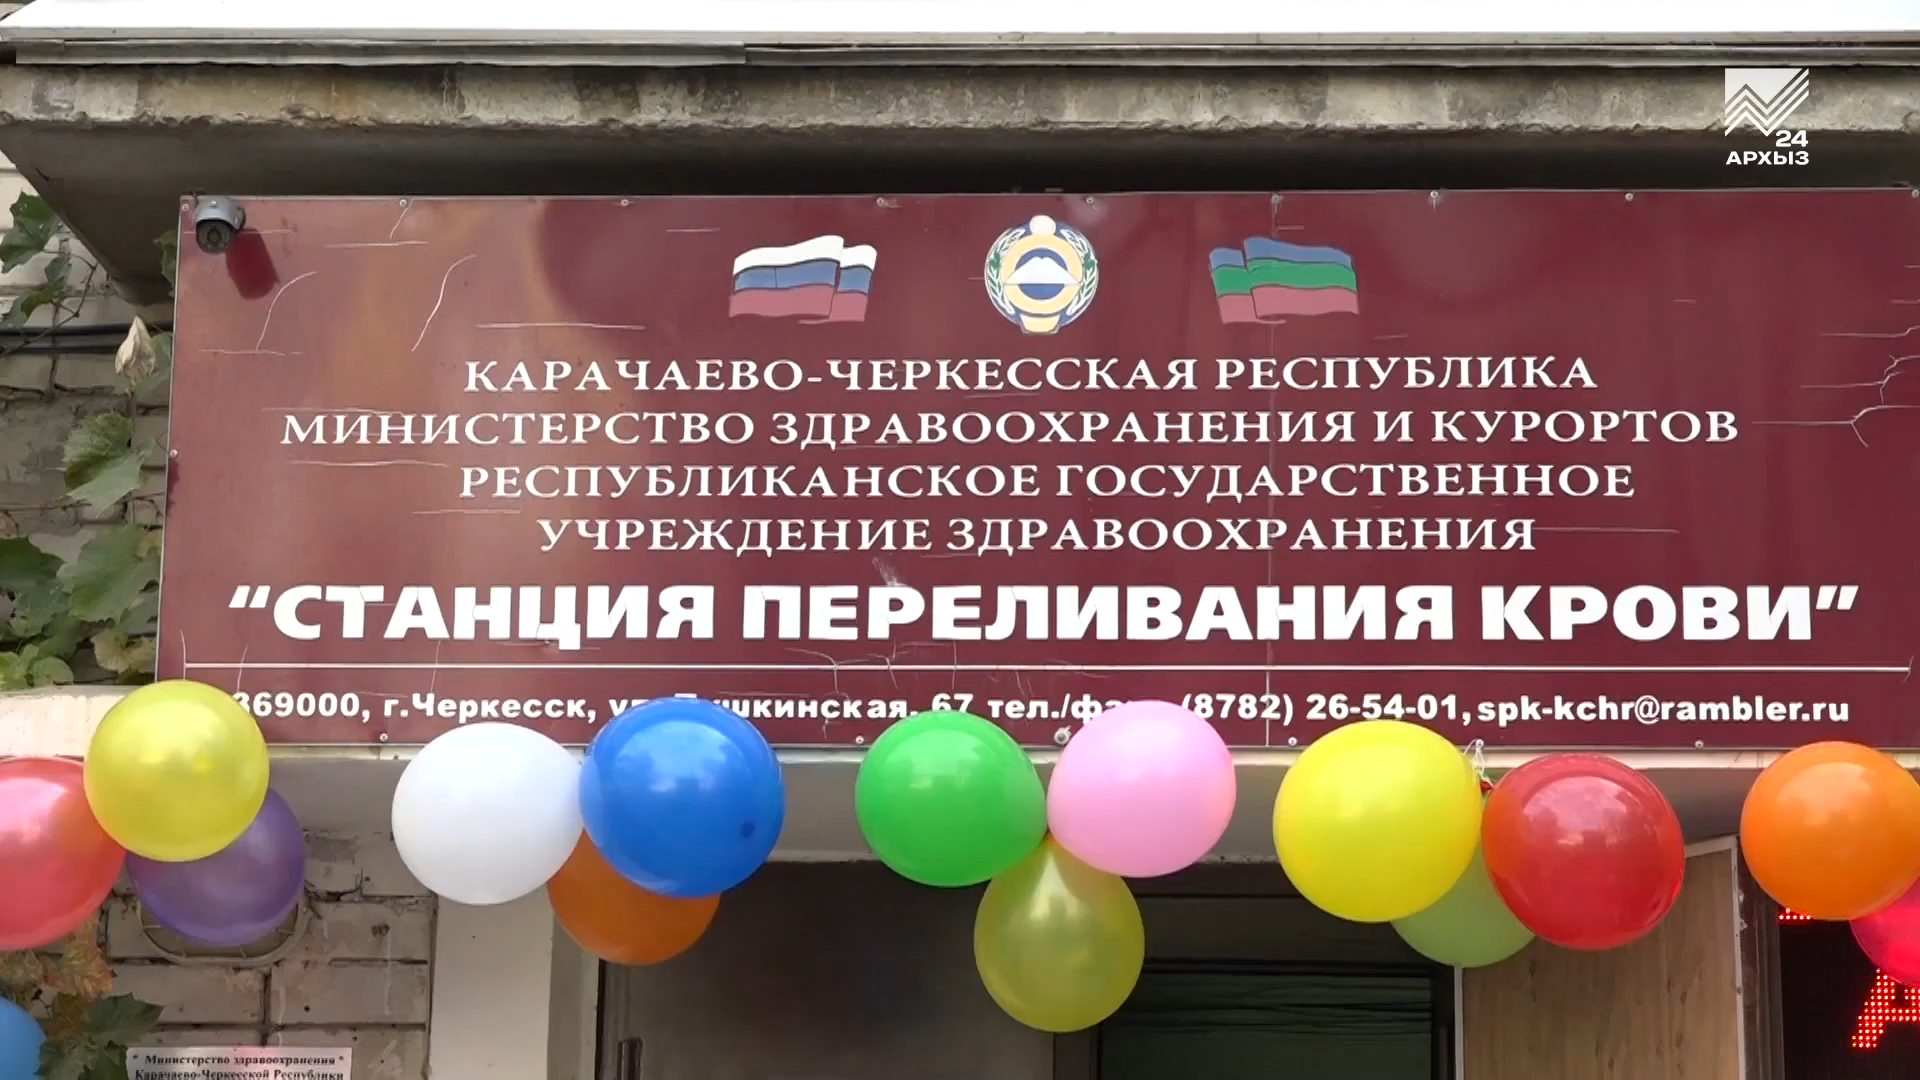 24
АРХЫЗ
КАРАЧАЕВО-ЧЕРКЕССКАЯ РЕСПУБЛИКА
МИНИСТЕРСТВО ЗДРАВООХРАНЕНИЯ И КУРОРТОВ
РЕСПУБЛИКАНСКОЕ ГОСУДАРСТВЕННОЕ
УЧРЕЖДЕНИЕ ЗДРАВООХРАНЕНИЯ
“СТАНЦИЯ ПЕРЕЛИВАНИЯ КРОВИ”
369000, г.Черкесск, 67 тел./ (8782) 26-54-01, spk-kchr@rambler.ru
* Министерство здравоохранения *
Карачаево-Черкесской Республики